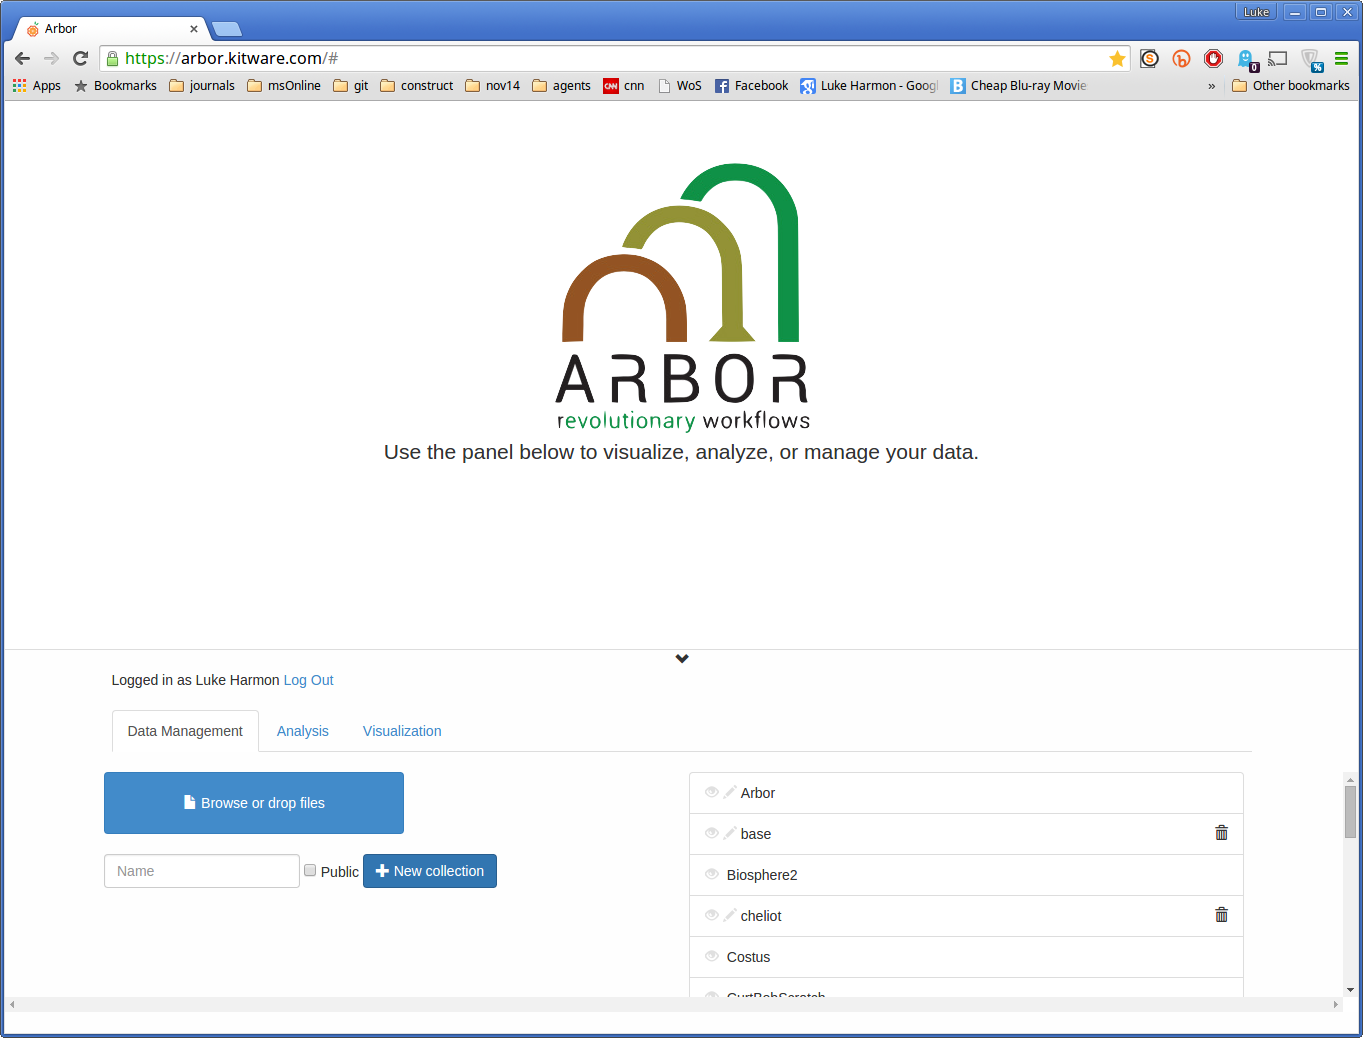 Luke
Arbor
https://arbor.kitware.com/#
Apps Bookmarks journals msOnline git construct nov14 agents CNN cnn WoS Facebook Luke Harmon - Googl Cheap Blu-ray Movie » Other bookmarks
ARBOR
revolutionary workflows
Use the panel below to visualize, analyze, or manage your data.
Logged in as Luke Harmon Log Out
Data Management Analysis Visualization
Browse or drop files
Name Public New collection
Arbor
base
Biosphere2
cheliot
Costus
CurtBobScratch